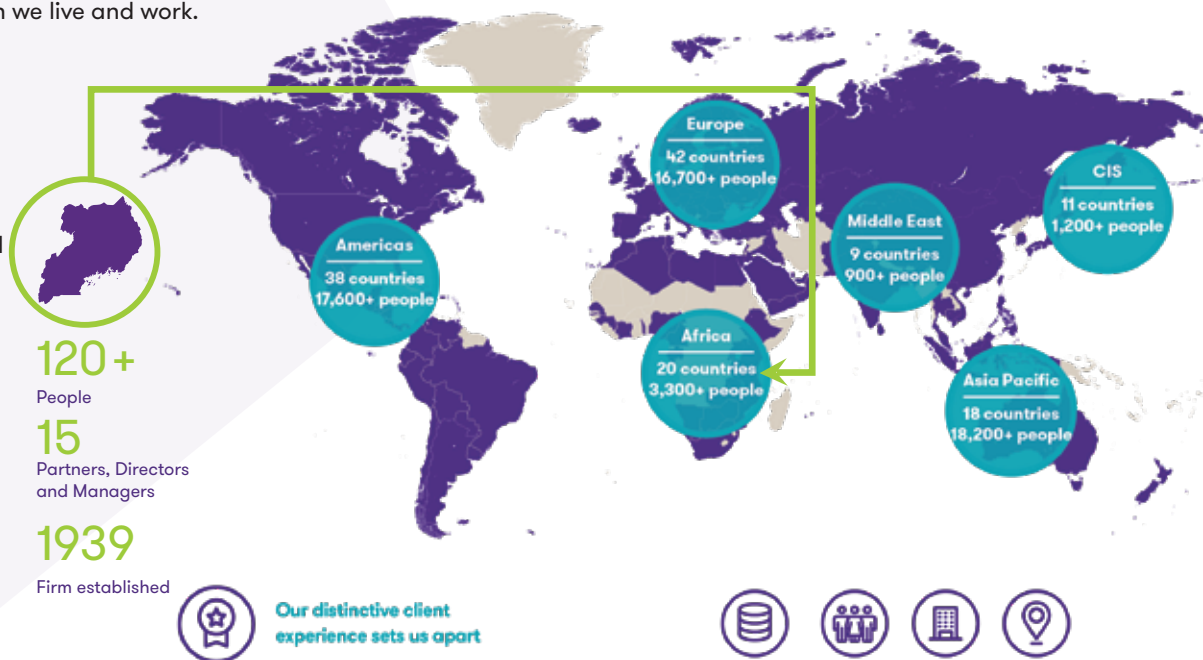 we live and work.
Europe
42 countries
16,700+ people
CIS
11 countries
1,200+ people
Middle East
9 countries
900+ people
Americas
38 countries
17,600+ people
Africa
20 countries
3,300+ people
Asia Pacific
18 countries
18,200+ people
120+
People
15
Partners, Directors
and Managers
1939
Firm established
Our distinctive client
experience sets us apart